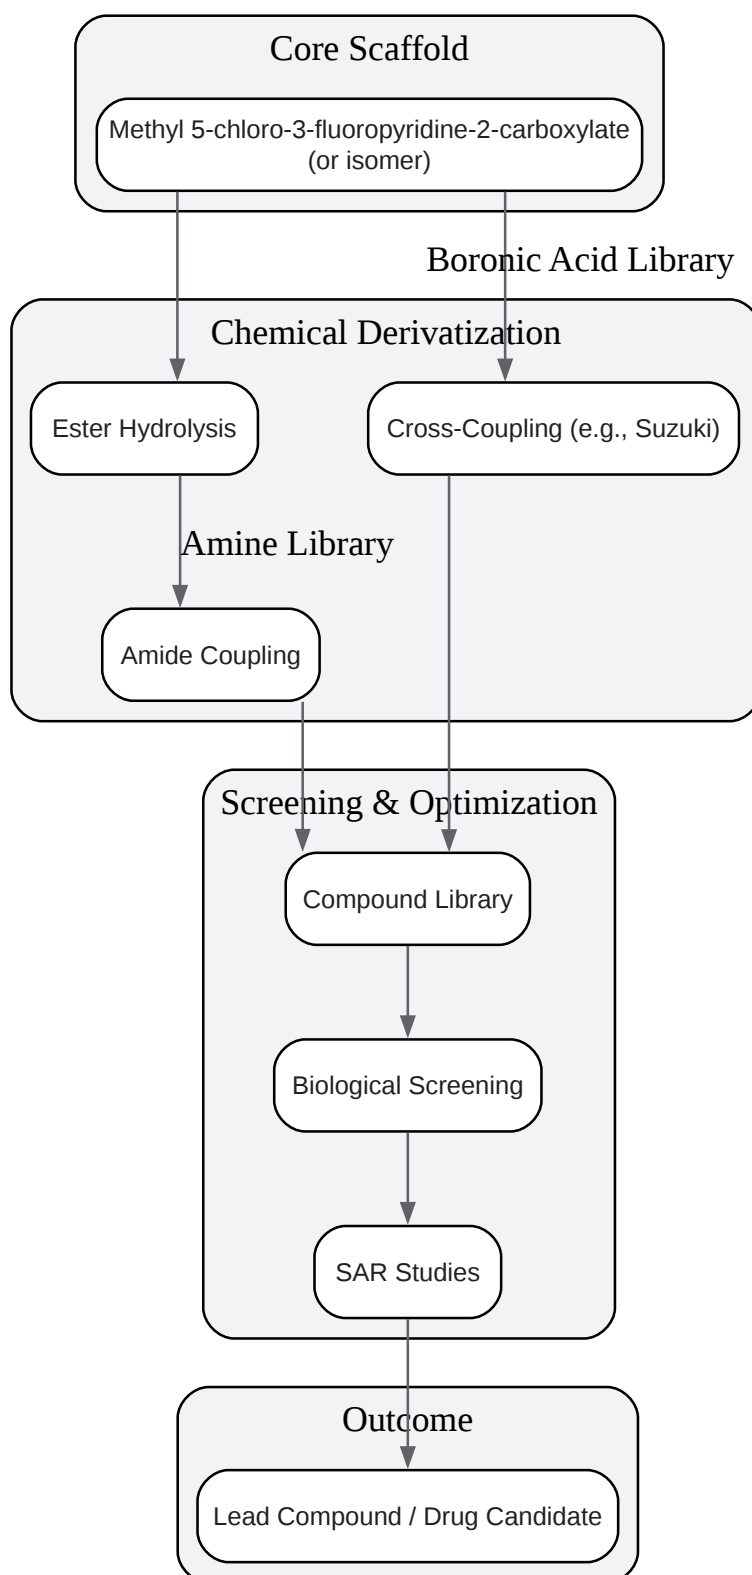 Core Scaffold
Methyl 5-chloro-3-fluoropyridine-2-carboxylate
(or isomer)
Boronic Acid Library
Chemical Derivatization
Ester Hydrolysis
Cross-Coupling (e.g., Suzuki)
Amine Library
Amide Coupling
Screening & Optimization
Compound Library
Biological Screening
SAR Studies
Outcome
Lead Compound / Drug Candidate